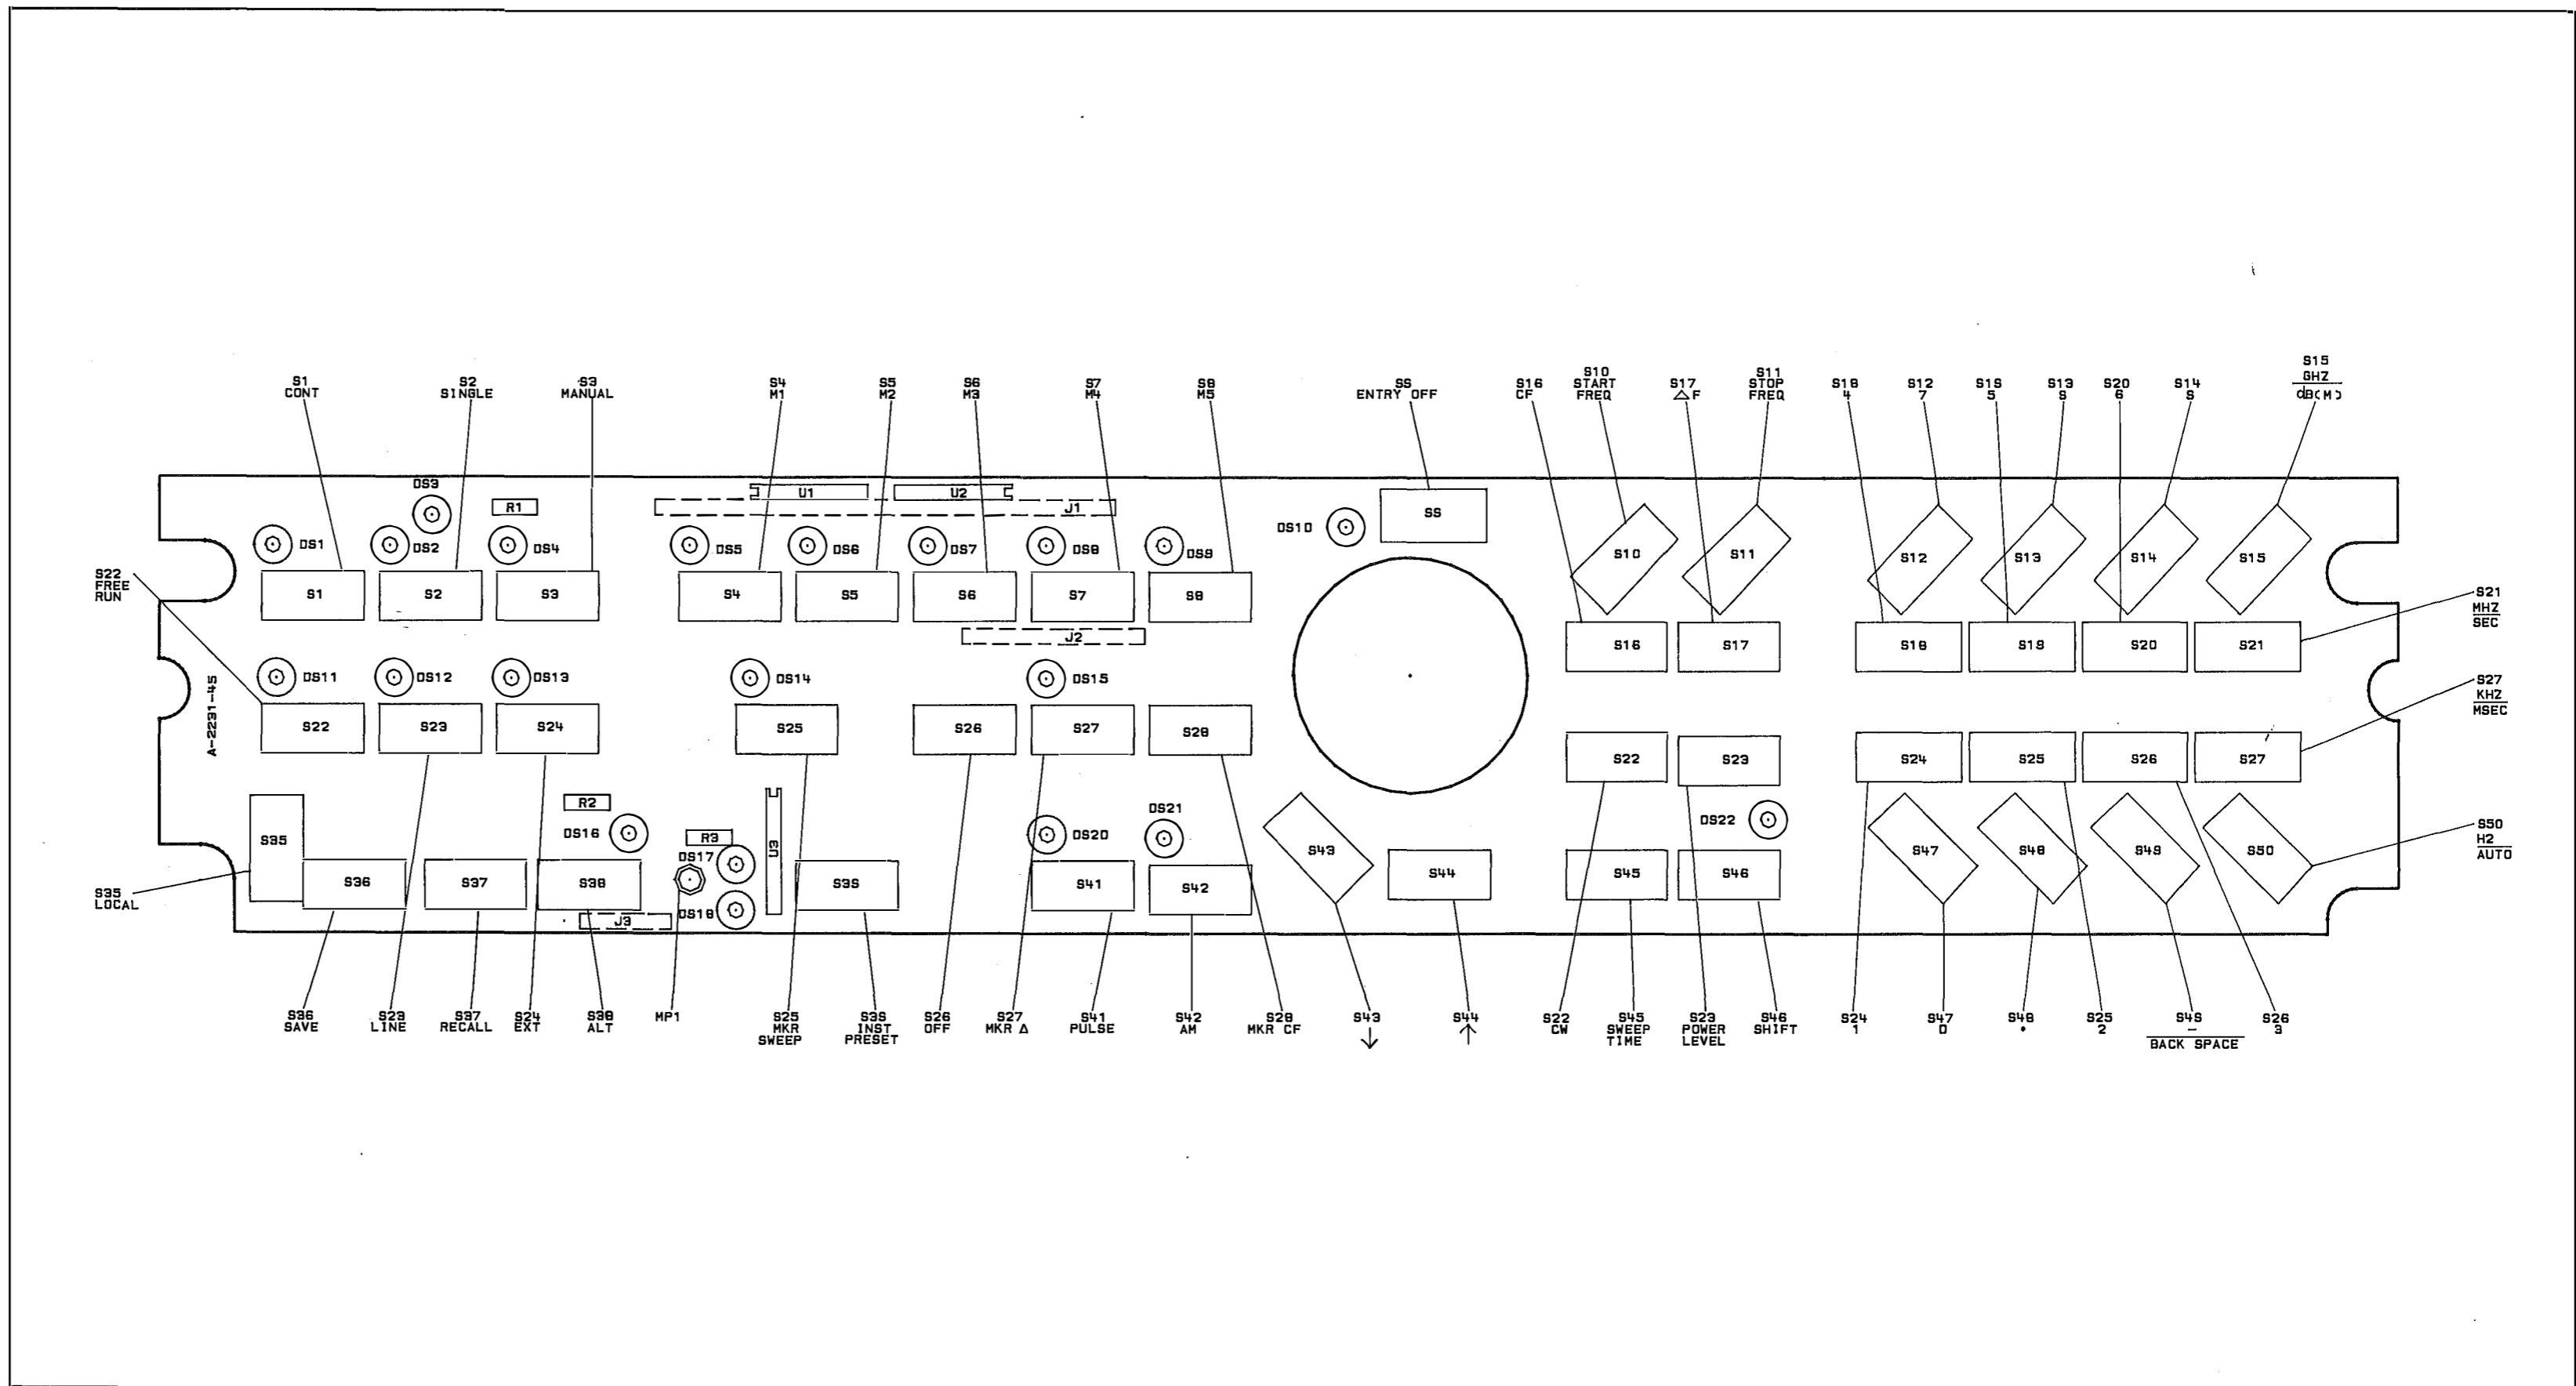 S1
CONT
S2
SINGLE
S3
MANUAL
S4
M1
S5
M2
S6
M3
S7
M4
S8
M5
S9
ENTRY OFF
S16
CF
S10
START
FREQ
S17
△F
S11
STOP
FREQ
S18
4
S12
7
S19
5
S13
8
S20
6
S14
9
S15
GHZ
dB(M)
DS3
R1
U1
U2
J1
DS1
DS2
DS4
DS5
DS6
DS7
DS8
DS9
DS10
S9
S10
S11
S12
S13
S14
S15
S22
FREE
RUN
S1
S2
S3
S4
S5
S6
S7
S8
S21
MHZ
SEC
J2
S16
S17
S18
S19
S20
S21
DS11
DS12
DS13
DS14
DS15
S27
KHZ
MSEC
A-2291-45
S22
S23
S24
S25
S26
S27
S28
S22
S23
S24
S25
S26
S27
R2
DS16
R3
DS17
U3
DS20
DS21
DS22
S50
HZ
AUTO
S35
S43
S47
S48
S49
S50
S35
LOCAL
S36
S37
S38
S39
S41
S42
S44
S45
S46
J3
DS18
S36
SAVE
S23
LINE
S37
RECALL
S24
EXT
S38
ALT
MP1
S25
MKR
SWEEP
S39
INST
PRESET
S26
OFF
S27
MKR Δ
S41
PULSE
S42
AM
S28
MKR CF
S43
↓
S44
↑
S22
CW
S45
SWEEP
TIME
S23
POWER
LEVEL
S46
SHIFT
S24
1
S47
0
S48
•
S25
2
S49
–
BACK SPACE
S26
3